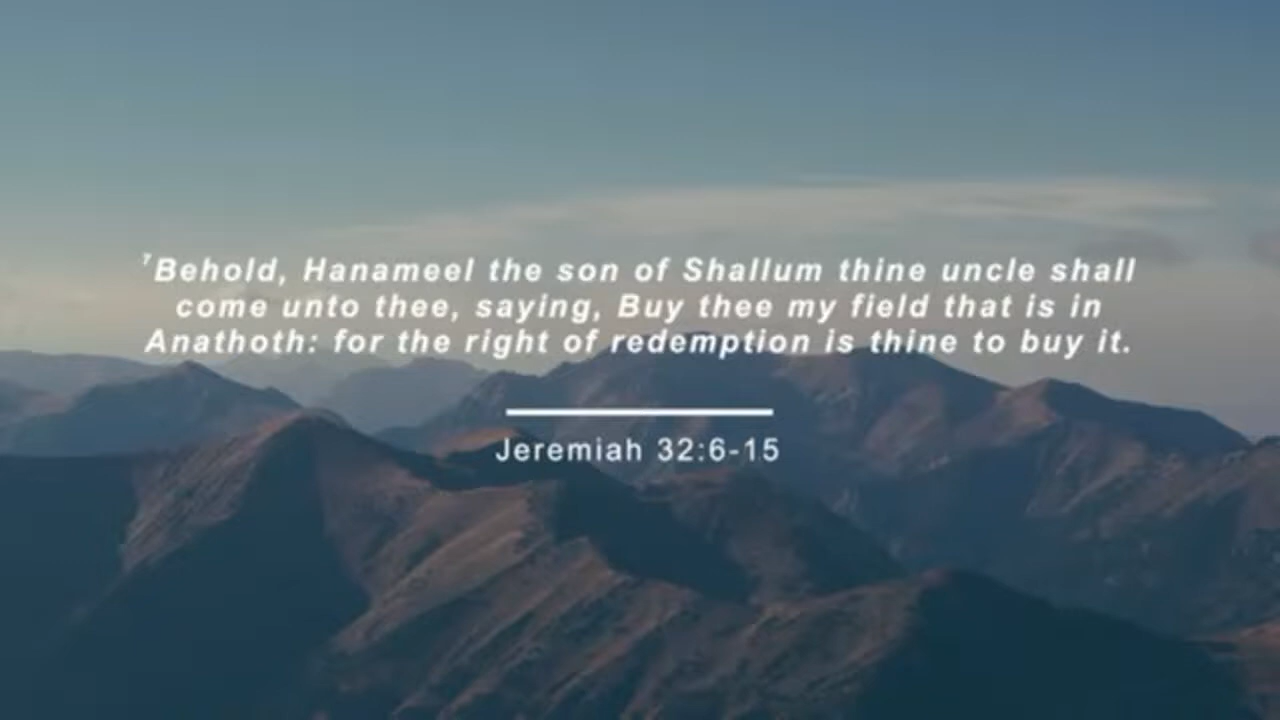 ⁷Behold, Hanameel the son of Shallum thine uncle shall
come unto thee, saying, Buy thee my field that is in
Anathoth: for the right of redemption is thine to buy it.
Jeremiah 32:6-15